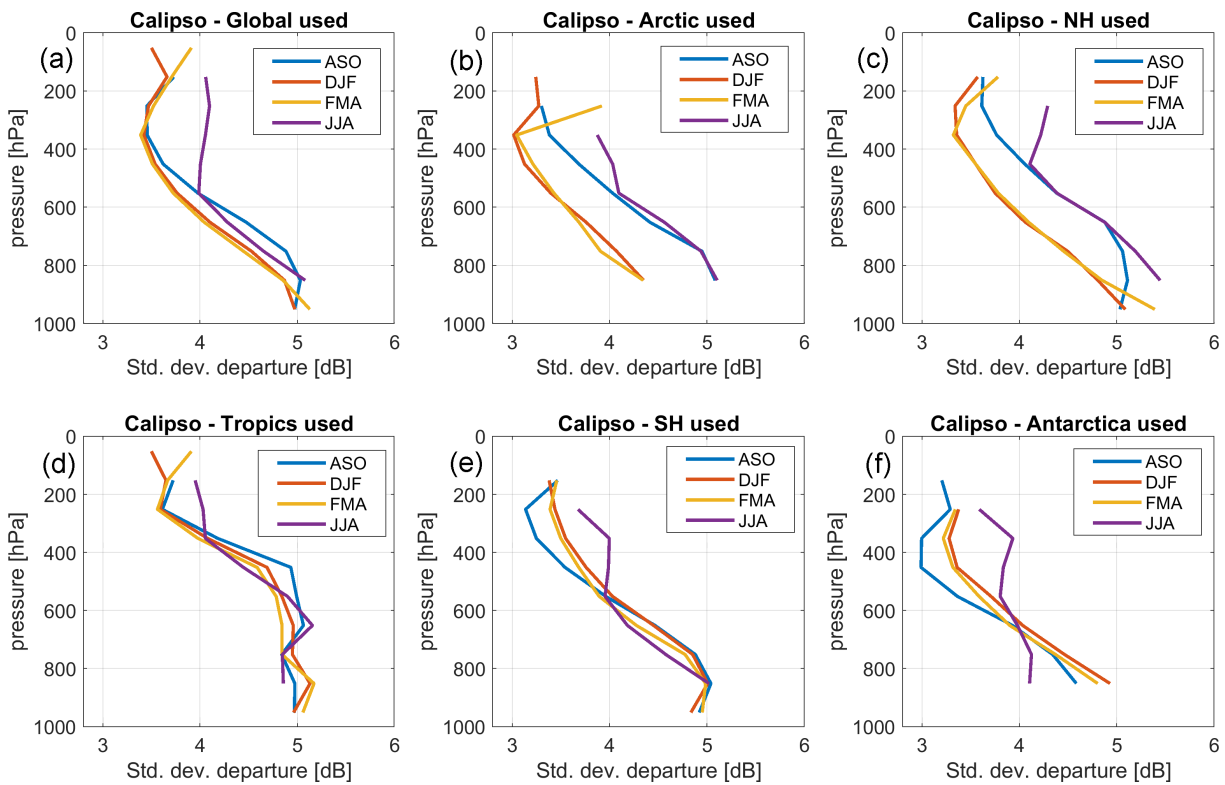 Calipso - Global used
(a)
ASO
DJF
FMA
JJA
0
200
400
600
800
1000
pressure [hPa]
3 4 5 6
Std. dev. departure [dB]
Calipso - Arctic used
(b)
ASO
DJF
FMA
JJA
0
200
400
600
800
1000
pressure [hPa]
3 4 5 6
Std. dev. departure [dB]
Calipso - NH used
(c)
ASO
DJF
FMA
JJA
0
200
400
600
800
1000
pressure [hPa]
3 4 5 6
Std. dev. departure [dB]
Calipso - Tropics used
(d)
ASO
DJF
FMA
JJA
0
200
400
600
800
1000
pressure [hPa]
3 4 5 6
Std. dev. departure [dB]
Calipso - SH used
(e)
ASO
DJF
FMA
JJA
0
200
400
600
800
1000
pressure [hPa]
3 4 5 6
Std. dev. departure [dB]
Calipso - Antarctica used
(f)
ASO
DJF
FMA
JJA
0
200
400
600
800
1000
pressure [hPa]
3 4 5 6
Std. dev. departure [dB]